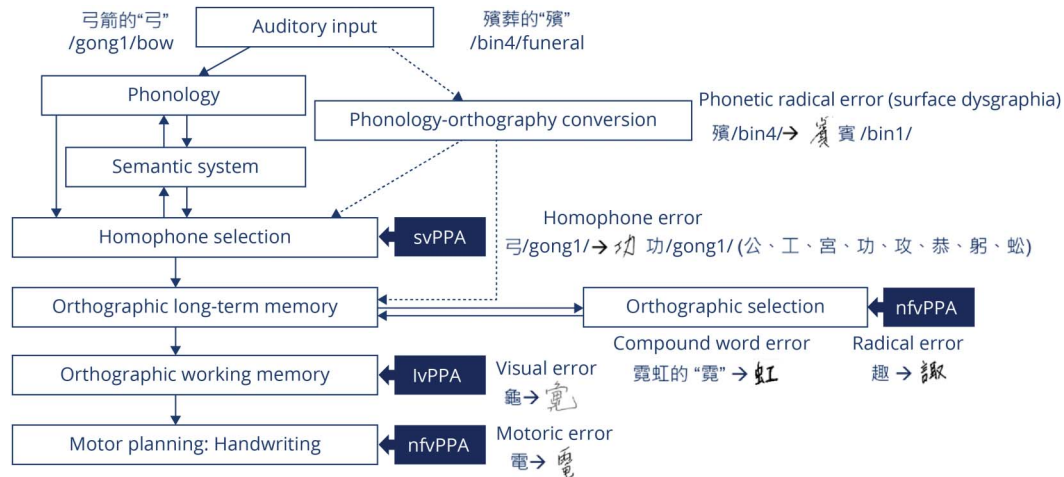 弓箭的“弓”
/gong1/bow
Auditory input
殯葬的“殯”
/bin4/funeral
Phonology
Phonology-orthography conversion
Phonetic radical error (surface dysgraphia)
殯/bin4/→ 賓 賓 /bin1/
Semantic system
Homophone selection
svPPA
Homophone error
弓/gong1/→ 功 功/gong1/ (公、工、宮、功、攻、恭、躬、蚣)
Orthographic long-term memory
Orthographic selection
nfvPPA
Compound word error
霓虹的 “霓” → 虹
Radical error
趣 → 諏
Orthographic working memory
lvPPA
Visual error
龜→
Motor planning: Handwriting
nfvPPA
Motoric error
電→